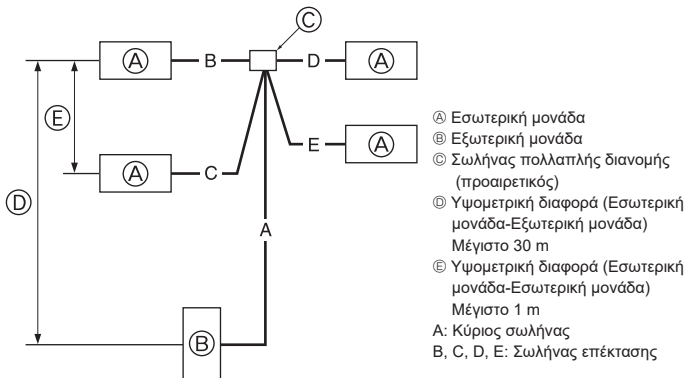 Ⓒ
Ⓐ B D Ⓐ
Ⓔ
Ⓐ C E Ⓐ
Ⓓ
A
Ⓑ
Ⓐ Εσωτερική μονάδα
Ⓑ Εξωτερική μονάδα
Ⓒ Σωλήνας πολλαπλής διανομής
(προαιρετικός)
Ⓓ Υψομετρική διαφορά (Εσωτερική
μονάδα-Εξωτερική μονάδα)
Μέγιστο 30 m
Ⓔ Υψομετρική διαφορά (Εσωτερική
μονάδα-Εσωτερική μονάδα)
Μέγιστο 1 m
A: Κύριος σωλήνας
B, C, D, E: Σωλήνας επέκτασης